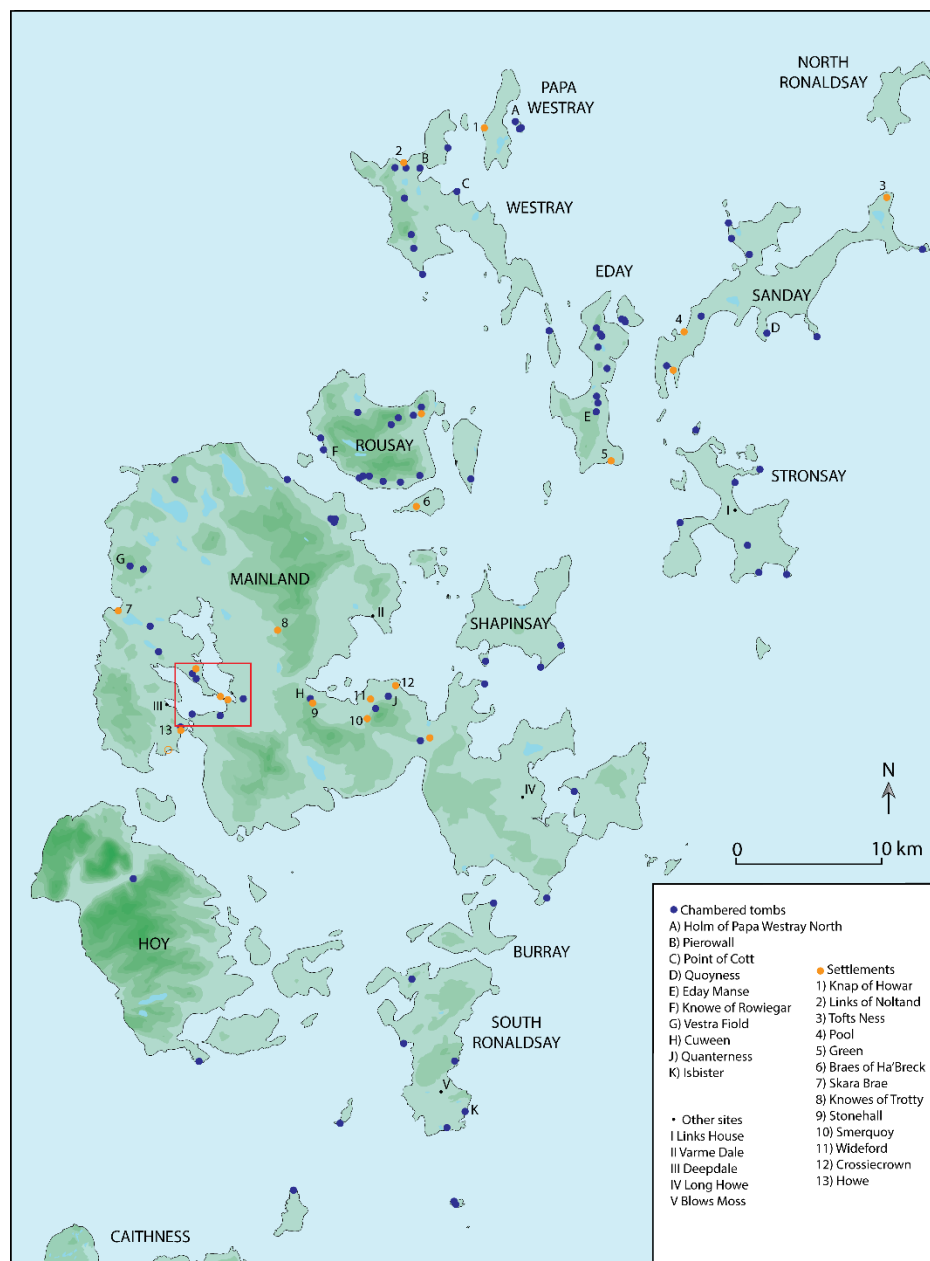 NORTH
RONALDSAY
PAPA
WESTRAY
A
1
2
B
C
WESTRAY
3
EDAY
SANDAY
4
D
E
F
ROUSAY
5
STRONSAY
6
I
G
MAINLAND
7
II
8
SHAPINSAY
12
H
11
J
9
III
10
13
IV
N
0 10 km
HOY
BURRAY
SOUTH
RONALDSAY
V
K
CAITHNESS
Chambered tombs
A) Holm of Papa Westray North
B) Pierowall
C) Point of Cott
D) Quoyness
E) Eday Manse
F) Knowe of Rowiegar
G) Vestra Fiold
H) Cuween
J) Quanterness
K) Isbister
• Other sites
I Links House
II Varme Dale
III Deepdale
IV Long Howe
V Blows Moss
Settlements
1) Knap of Howar
2) Links of Noltand
3) Tofts Ness
4) Pool
5) Green
6) Braes of Ha'Breck
7) Skara Brae
8) Knowes of Trotty
9) Stonehall
10) Smerquoy
11) Wideford
12) Crossiecrown
13) Howe